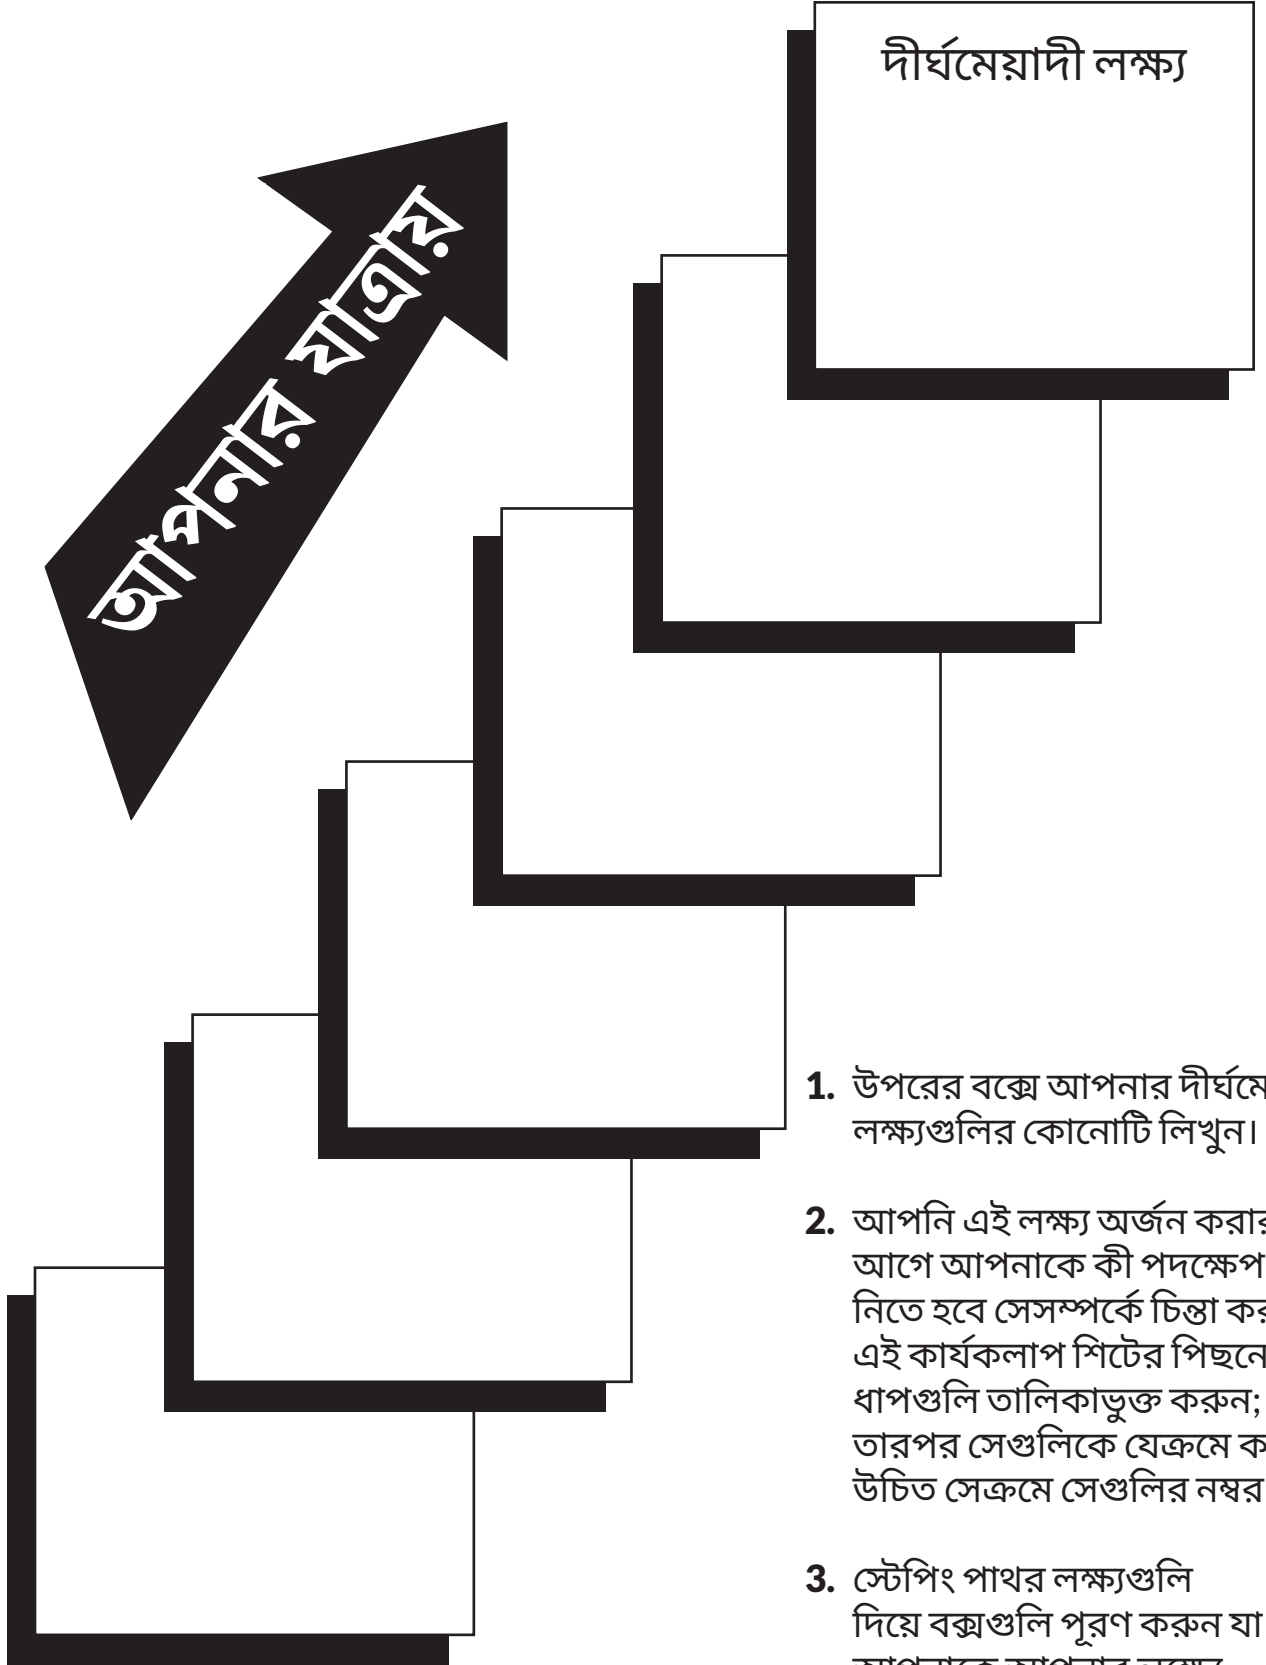 দীর্ঘমেয়াদী লক্ষ্য
আপনার যাত্রায়
1. উপরের বক্সে আপনার
লক্ষ্যগুলির কোনোটি লিখুন।
2. আপনি এই লক্ষ্য অর্জন করার
আগে আপনাকে কী পদক্ষেপ
নিতে হবে সেসম্পর্কে চিন্তা
এই কার্যকলাপ শিটের পিছনে
ধাপগুলি তালিকাভুক্ত করুন;
তারপর সেগুলিকে যেক্রমে
উচিত সেক্রমে সেগুলির নম্বর
3. স্টেপিং পাথর লক্ষ্যগুলি
দিয়ে বক্সগুলি পূরণ করুন যা